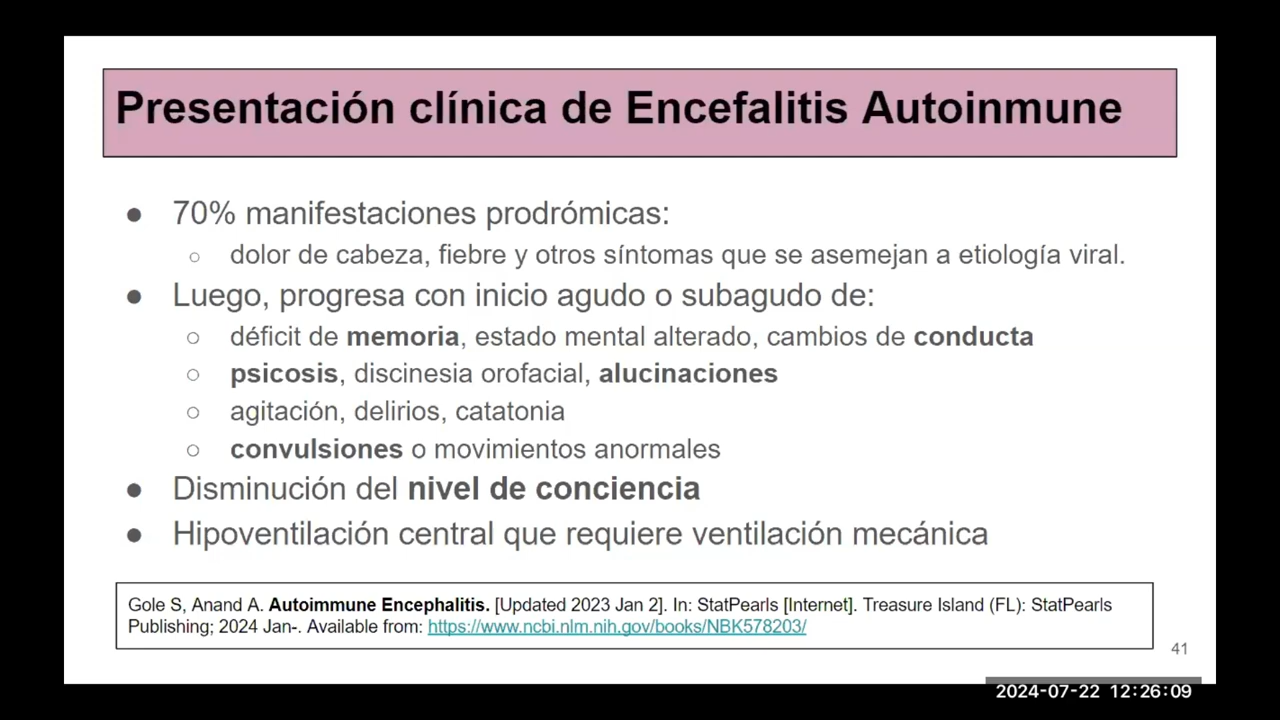 Presentación clínica de Encefalitis Autoinmune
● 70% manifestaciones prodrómicas:
○ dolor de cabeza, fiebre y otros síntomas que se asemejan a etiología viral.
● Luego, progresa con inicio agudo o subagudo de:
○ déficit de memoria, estado mental alterado, cambios de conducta
○ psicosis, discinesia orofacial, alucinaciones
○ agitación, delirios, catatonia
○ convulsiones o movimientos anormales
● Disminución del nivel de conciencia
● Hipoventilación central que requiere ventilación mecánica
Gole S, Anand A. Autoimmune Encephalitis. [Updated 2023 Jan 2]. In: StatPearls [Internet]. Treasure Island (FL): StatPearls
Publishing; 2024 Jan-. Available from: https://www.ncbi.nlm.nih.gov/books/NBK578203/
41
2024-07-22 12:26:09